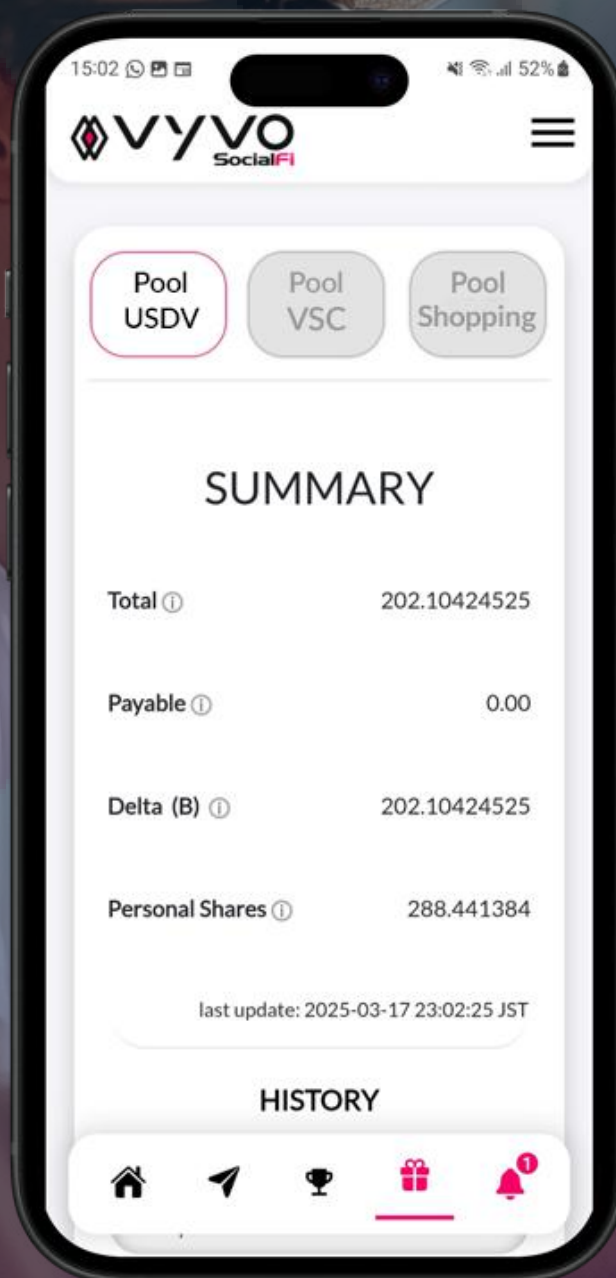 15:02 52%
VYVO
SocialFi
Pool
USDV
Pool
VSC
Pool
Shopping
SUMMARY
Total 202.10424525
Payable 0.00
Delta (B) 202.10424525
Personal Shares 288.441384
last update: 2025-03-17 23:02:25 JST
HISTORY
1